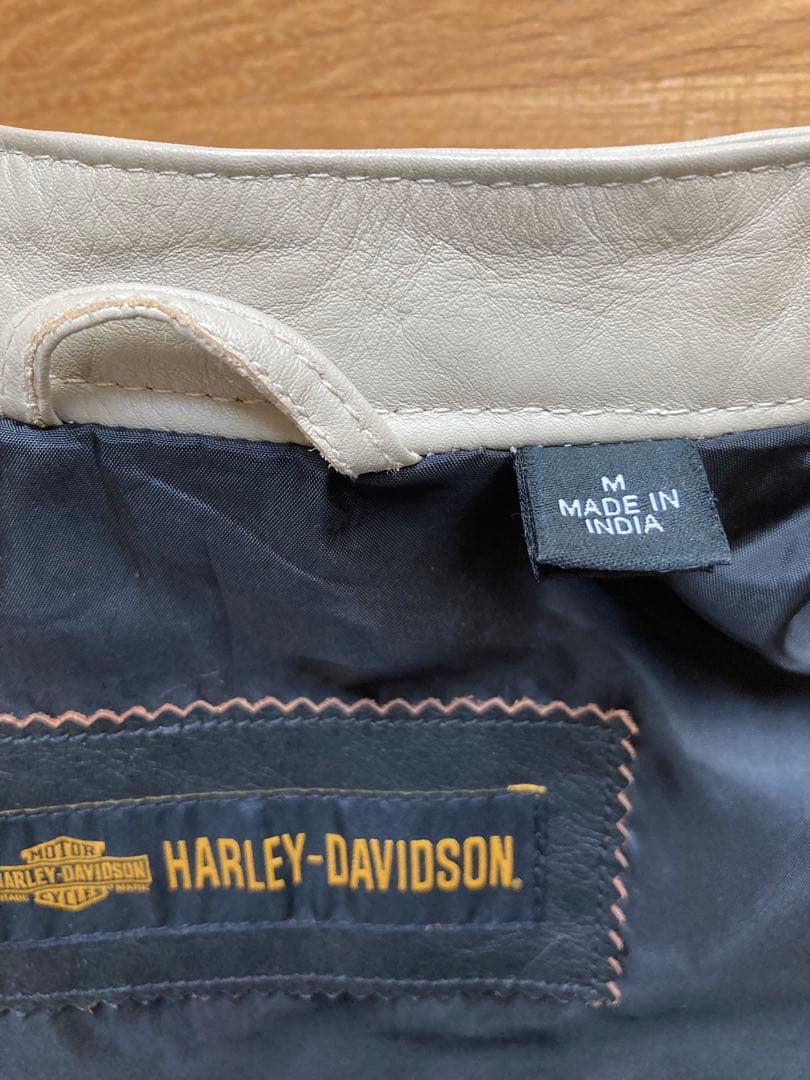 M
MADE IN
INDIA
MOTOR
HARLEY-DAVIDSON
CYCLES
HARLEY-DAVIDSON.